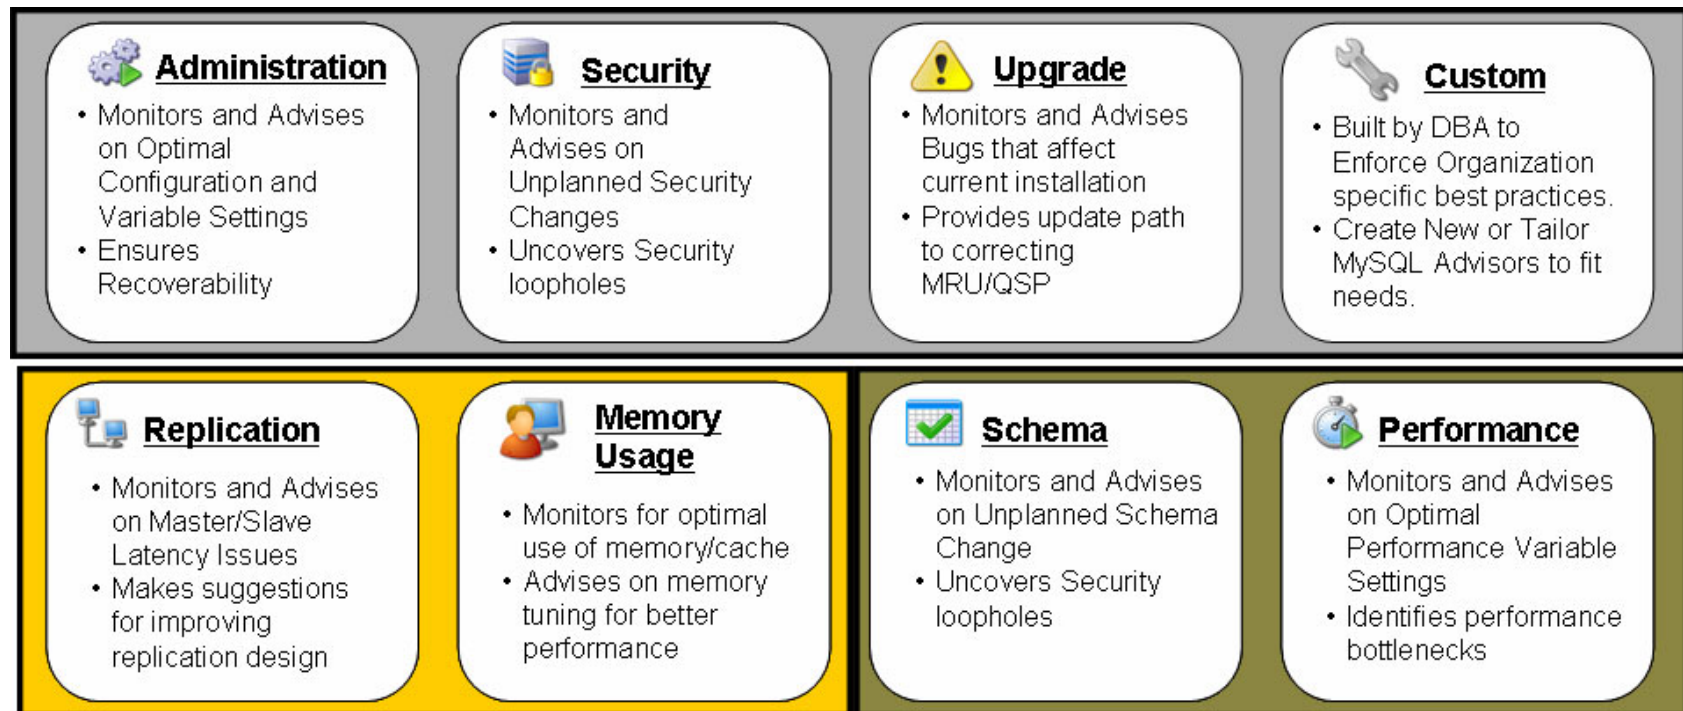 Administration
• Monitors and Advises
on Optimal
Configuration and
Variable Settings
• Ensures
Recoverability
Security
• Monitors and
Advises on
Unplanned Security
Changes
• Uncovers Security
loopholes
Upgrade
• Monitors and Advises
Bugs that affect
current installation
• Provides update path
to correcting
MRU/QSP
Custom
• Built by DBA to
Enforce Organization
specific best practices.
• Create New or Tailor
MySQL Advisors to fit
needs.
Replication
• Monitors and Advises
on Master/Slave
Latency Issues
• Makes suggestions
for improving
replication design
Memory
Usage
• Monitors for optimal
use of memory/cache
• Advises on memory
tuning for better
performance
Schema
• Monitors and Advises
on Unplanned Schema
Change
• Uncovers Security
loopholes
Performance
• Monitors and Advises
on Optimal
Performance Variable
Settings
• Identifies performance
bottlenecks